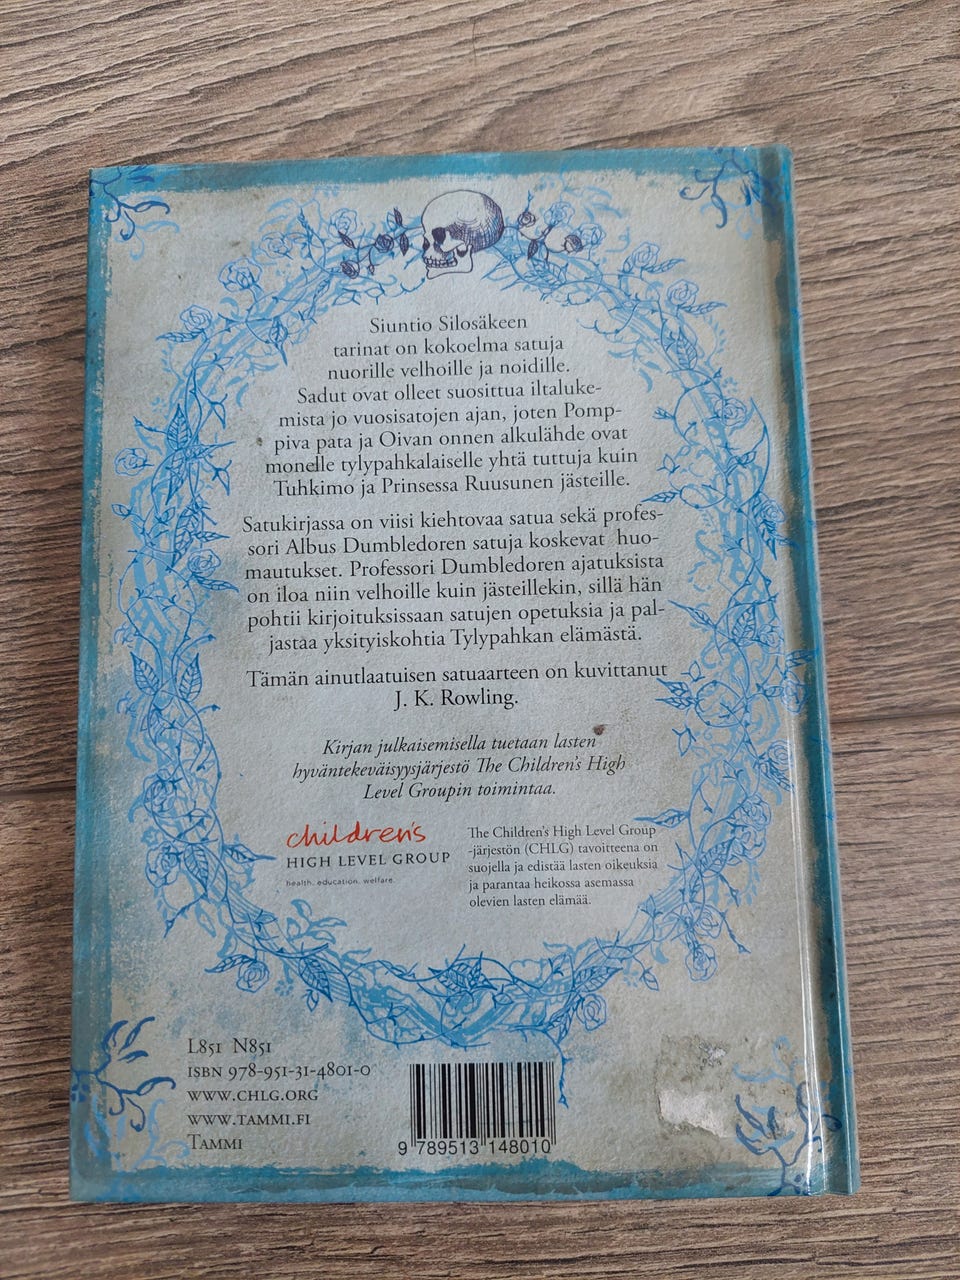 Siuntio Silosäkeen
tarinat on kokoelma satuja
nuorille velhoille ja noidille.
Sadut ovat olleet suosittua iltaluke-
mista jo vuosisatojen ajan, joten Pomp-
piva pata ja Oivan onnen alkulähde ovat
monelle tylypahkalaiselle yhtä tuttuja kuin
Tuhkimo ja Prinsessa Ruusunen jästeille.
Satukirjassa on viisi kiehtovaa satua sekä profes-
sori Albus Dumbledoren satuja koskevat huo-
mautukset. Professori Dumbledoren ajatuksista
on iloa niin velhoille kuin jästeillekin, sillä hän
pohtii kirjoituksissaan satujen opetuksia ja pal-
jastaa yksityiskohtia Tylypahkan elämästä.
Tämän ainutlaatuisen satuaarteen on kuvittanut
J. K. Rowling.
Kirjan julkaisemisella tuetaan lasten
hyväntekeväisyysjärjestö The Children's High
Level Groupin toimintaa.
children's
HIGH LEVEL GROUP
health. education. welfare.
The Children's High Level Group
-järjestön (CHLG) tavoitteena on
suojella ja edistää lasten oikeuksia
ja parantaa heikossa asemassa
olevien lasten elämää.
L851 N851
ISBN 978-951-31-4801-0
WWW.CHLG.ORG
WWW.TAMMI.FI
TAMMI
9 789513 148010